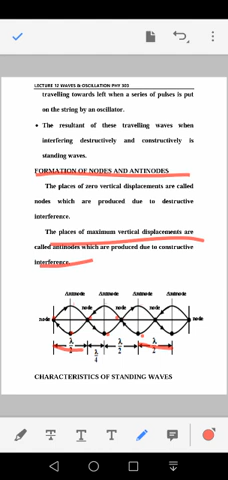 LECTURE 12 WAVES & OSCILLATION PHY 303
travelling towards left when a series of pulses is put
on the string by an oscillator.
• The resultant of these travelling waves when
interfering destructively and constructively is
standing waves.
FORMATION OF NODES AND ANTINODES
The places of zero vertical displacements are called
nodes which are produced due to destructive
interference.
The places of maximum vertical displacements are
called antinodes which are produced due to constructive
interference.
Antinode Antinode Antinode Antinode
node node node node node
λ λ/2 λ/2
λ/4
CHARACTERISTICS OF STANDING WAVES
T T T